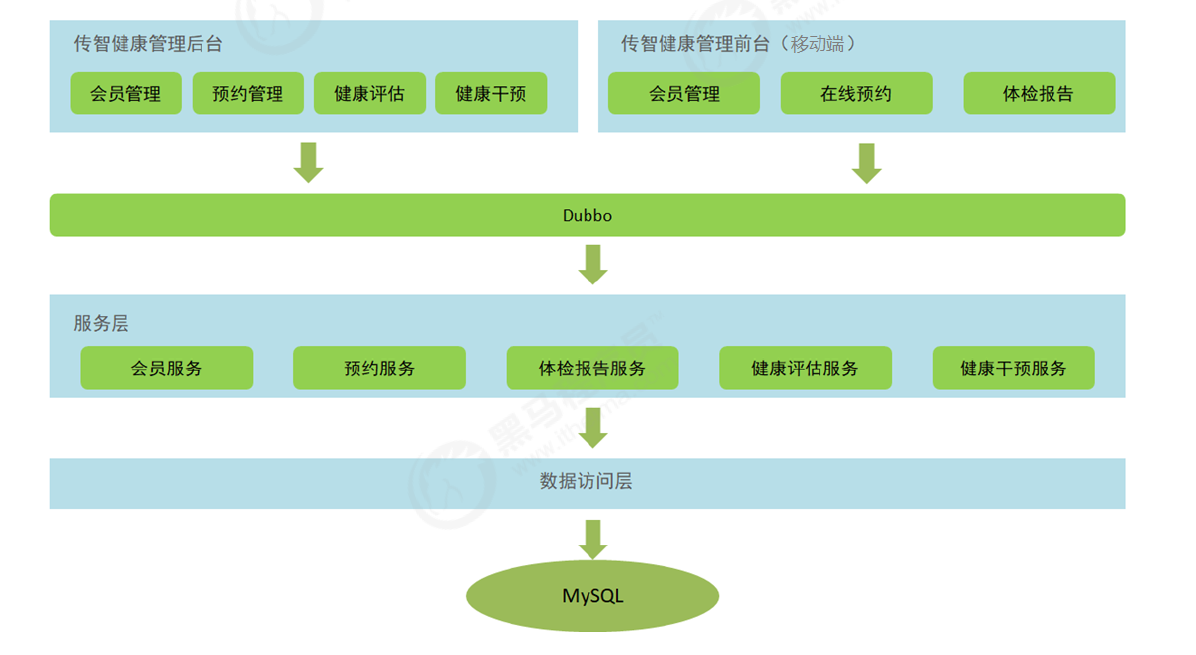 传智健康管理后台
会员管理
预约管理
健康评估
健康干预
传智健康管理前台（移动端）
会员管理
在线预约
体检报告
Dubbo
服务层
会员服务
预约服务
体检报告服务
健康评估服务
健康干预服务
数据访问层
MySQL